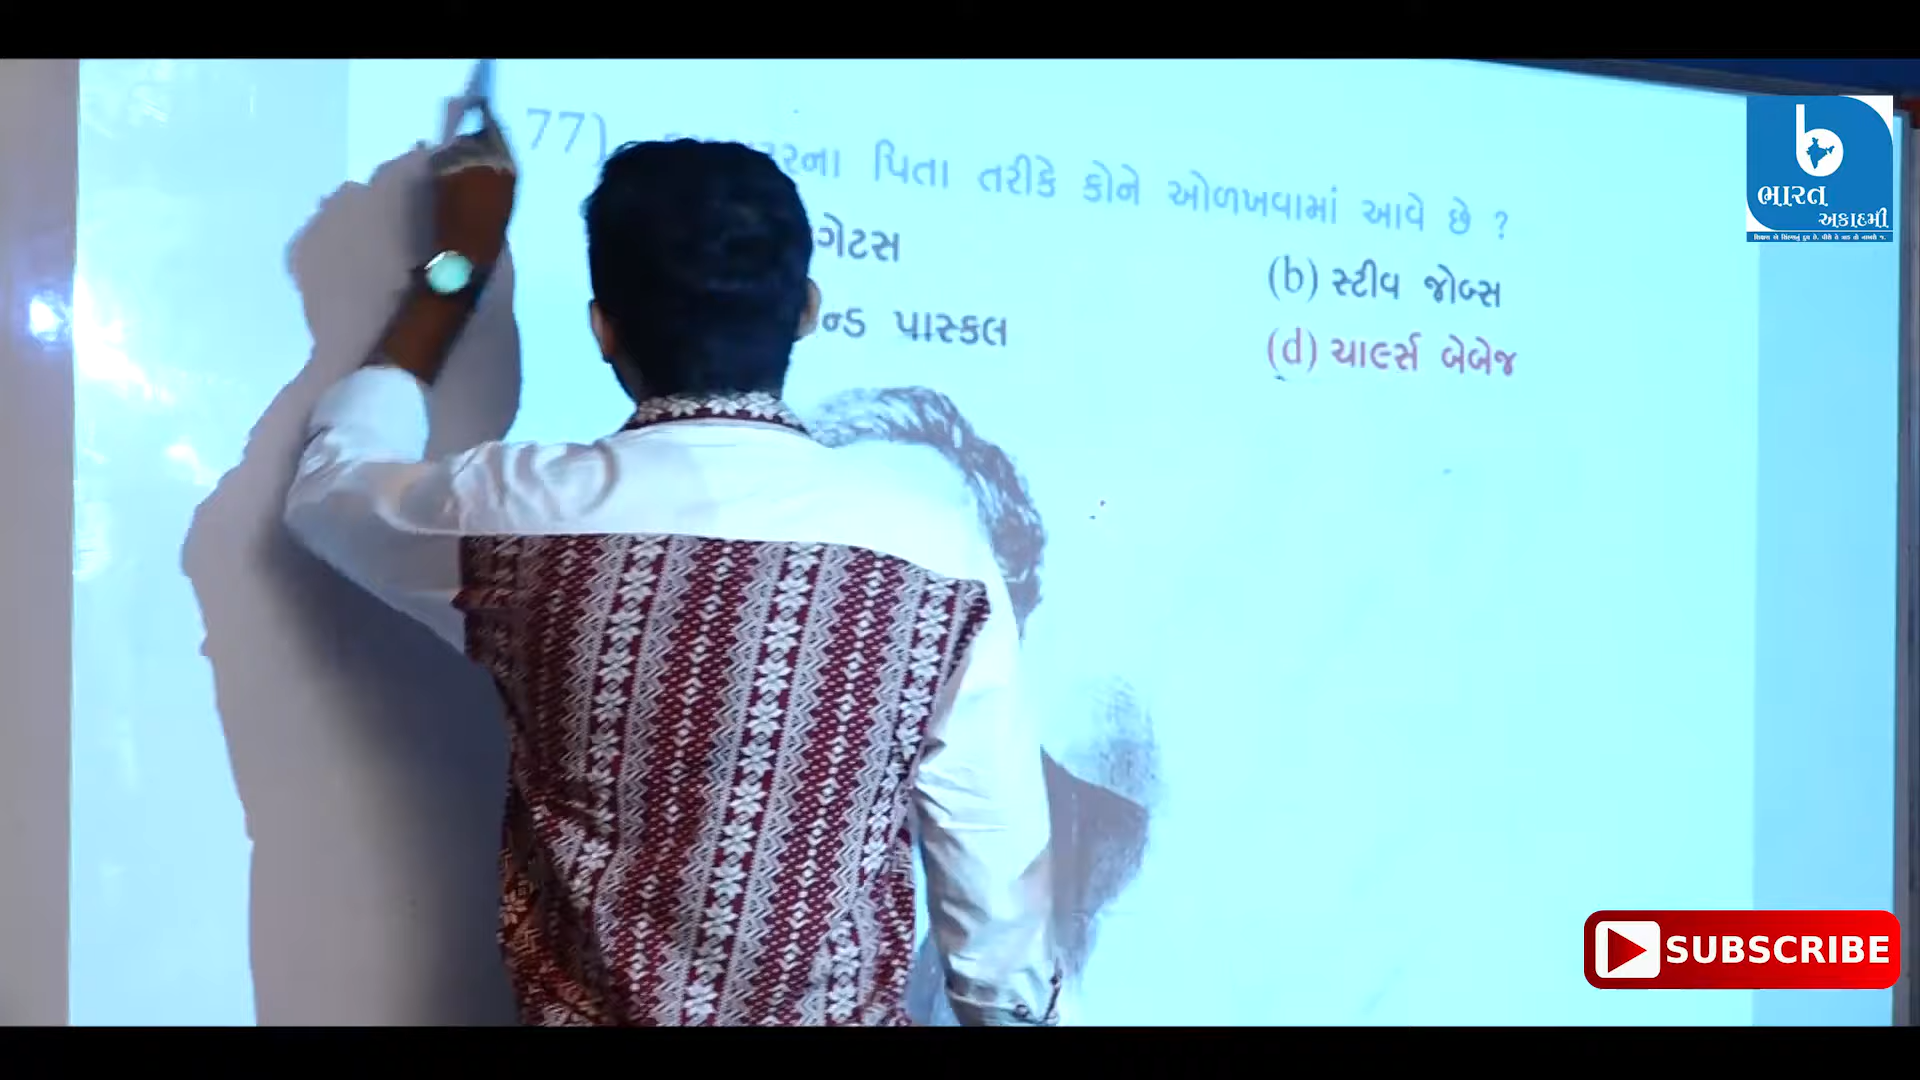 77) પિતા તરીકે કોને ઓળખવામાં આવે છે ?
ગેટસ
(b) સ્ટીવ જોબ્સ
ન્ડ પાસ્કલ
(d) ચાર્લ્સ બેબેજ
b
ભારત
અકાદમી
SUBSCRIBE